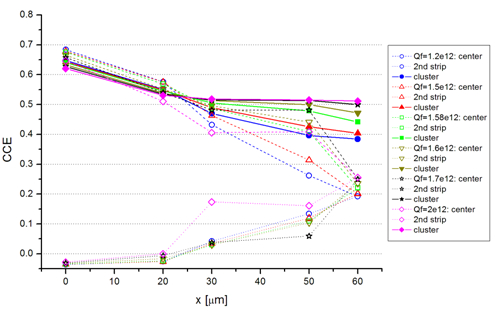 0.8
0.7
0.6
0.5
0.4
0.3
0.2
0.1
0.0
CCE
0
10
20
30
40
50
60
x [μm]
Qf=1.2e12: center
2nd strip
cluster
Qf=1.5e12: center
2nd strip
cluster
Qf=1.58e12: center
2nd strip
cluster
Qf=1.6e12: center
2nd strip
cluster
Qf=1.7e12: center
2nd strip
cluster
Qf=2e12: center
2nd strip
cluster